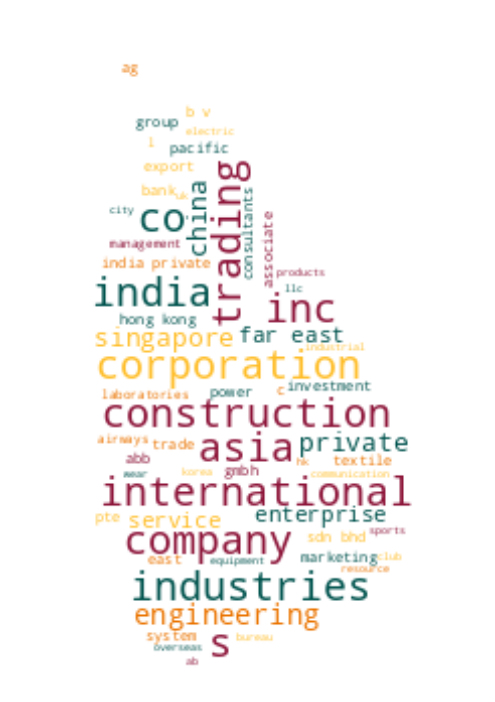 ag
b v
group
electric
l
pacific
export
bank
uk
china
trading
consultants
city
co
associate
management
india private
products
india
llc
inc
hong kong
singapore
far east
industrial
corporation
laboratories
power
c
investment
construction
airways
trade
asia
private
abb
gmbh
hk
textile
wear
korea
communication
international
pte
service
enterprise
company
sdn bhd
sports
east
equipment
marketing
club
resource
industries
engineering
system
s
bureau
overseas
ab